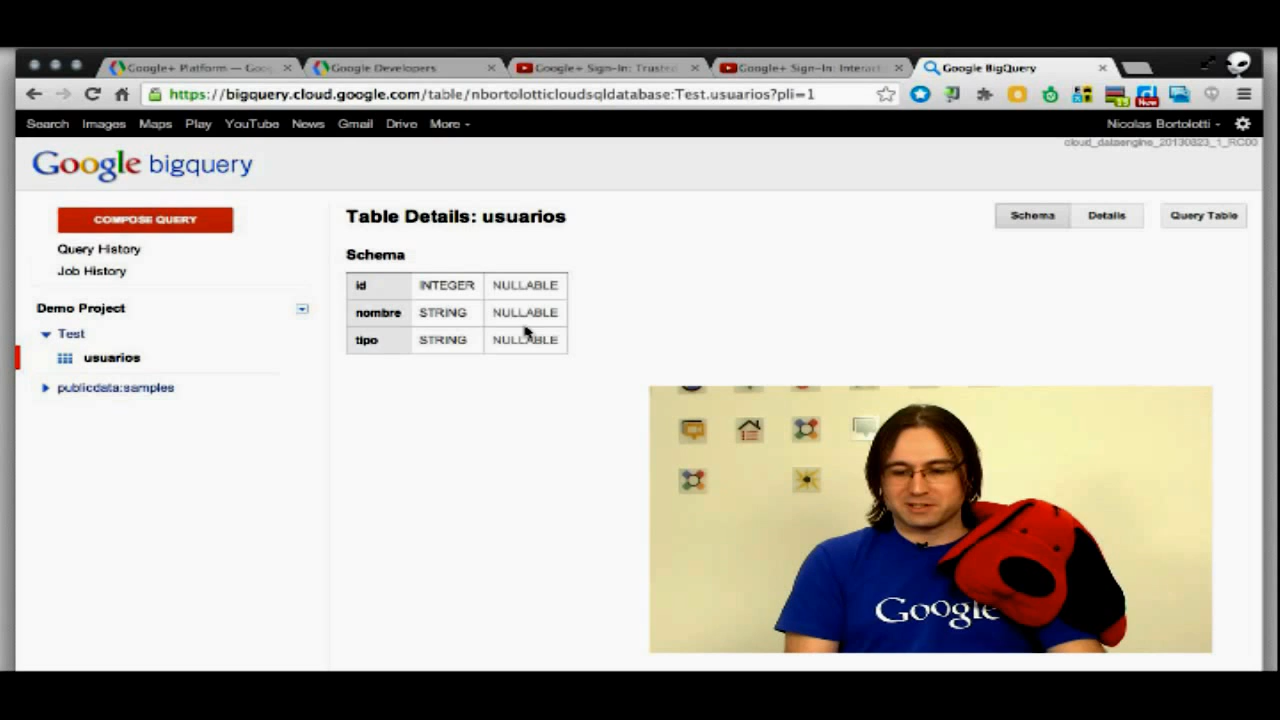 Google+ Platform — Goog
Google Developers
Google+ Sign-In: Trusted
Google+ Sign-In: Interact
Google BigQuery
https://bigquery.cloud.google.com/table/nbortolotticloudsqldatabase:Test.usuarios?pli=1
Search Images Maps Play YouTube News Gmail Drive More
Nicolas Bortolotti
cloud_dataengine_20130823_1_RC00
Google bigquery
COMPOSE QUERY
Query History
Job History
Demo Project
Test
usuarios
publicdata:samples
Table Details: usuarios
Schema Details Query Table
Schema
id INTEGER NULLABLE
nombre STRING NULLABLE
tipo STRING NULLABLE
Google